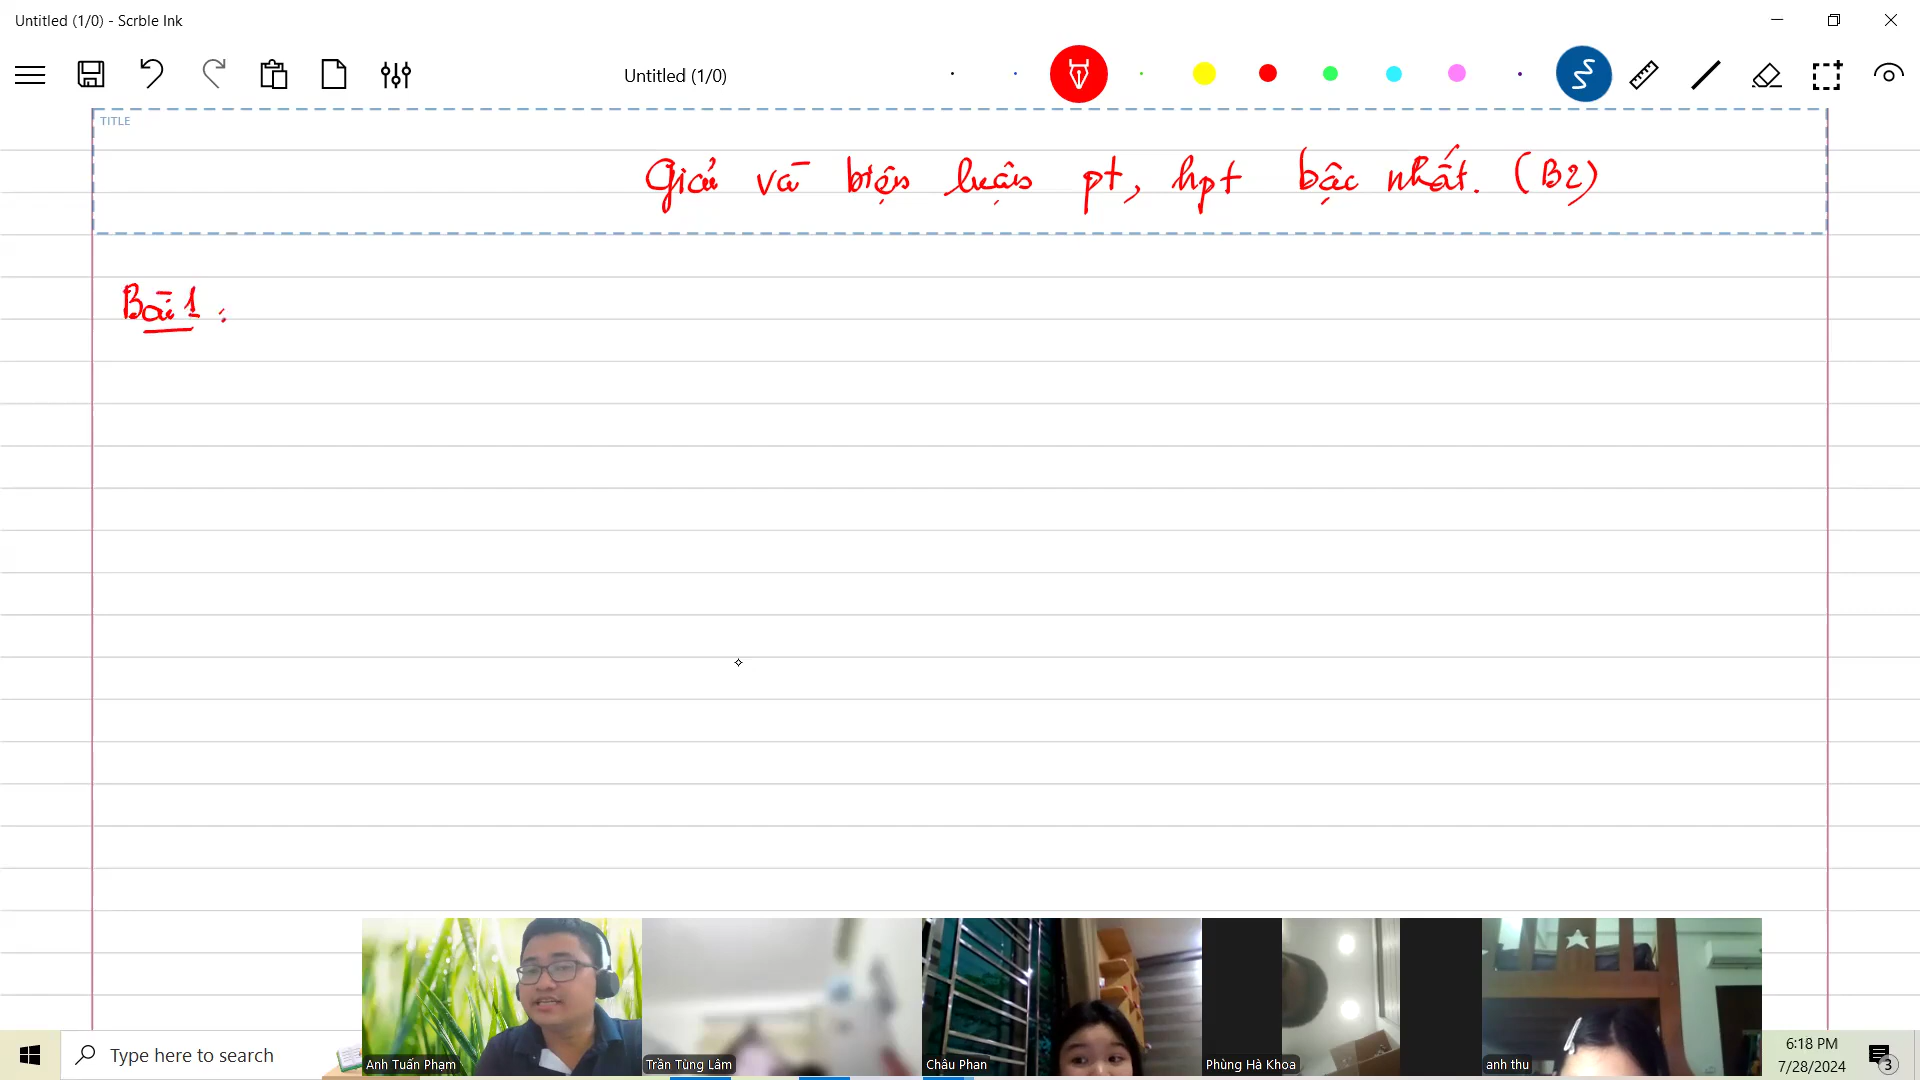 Untitled (1/0) - Scrble Ink
Untitled (1/0)
TITLE
Giải và biện luận pt, hpt bậc nhất. (B2)
Bài 1 :
Anh Tuấn Phạm
Trần Tùng Lâm
Châu Phan
Phùng Hà Khoa
anh thu
Type here to search
6:18 PM
7/28/2024
3